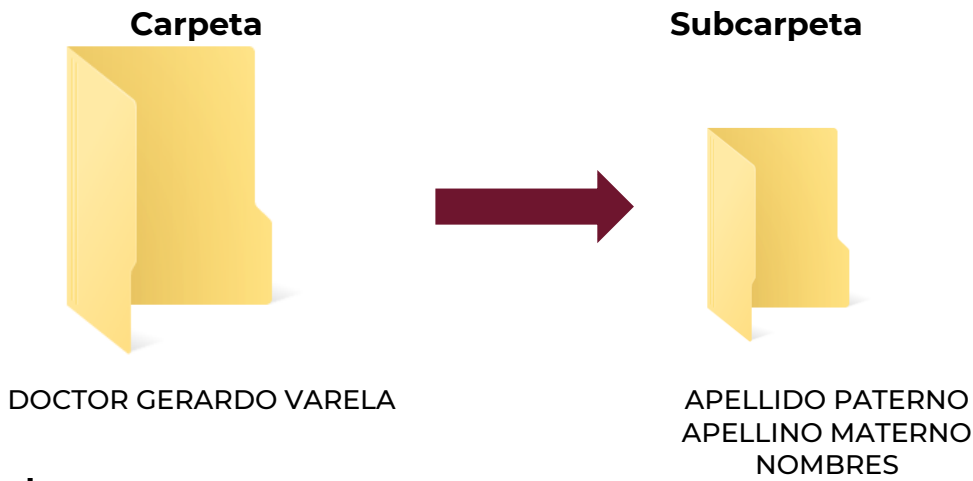 Carpeta
Subcarpeta
DOCTOR GERARDO VARELA
APELLIDO PATERNO
APELLINO MATERNO
NOMBRES